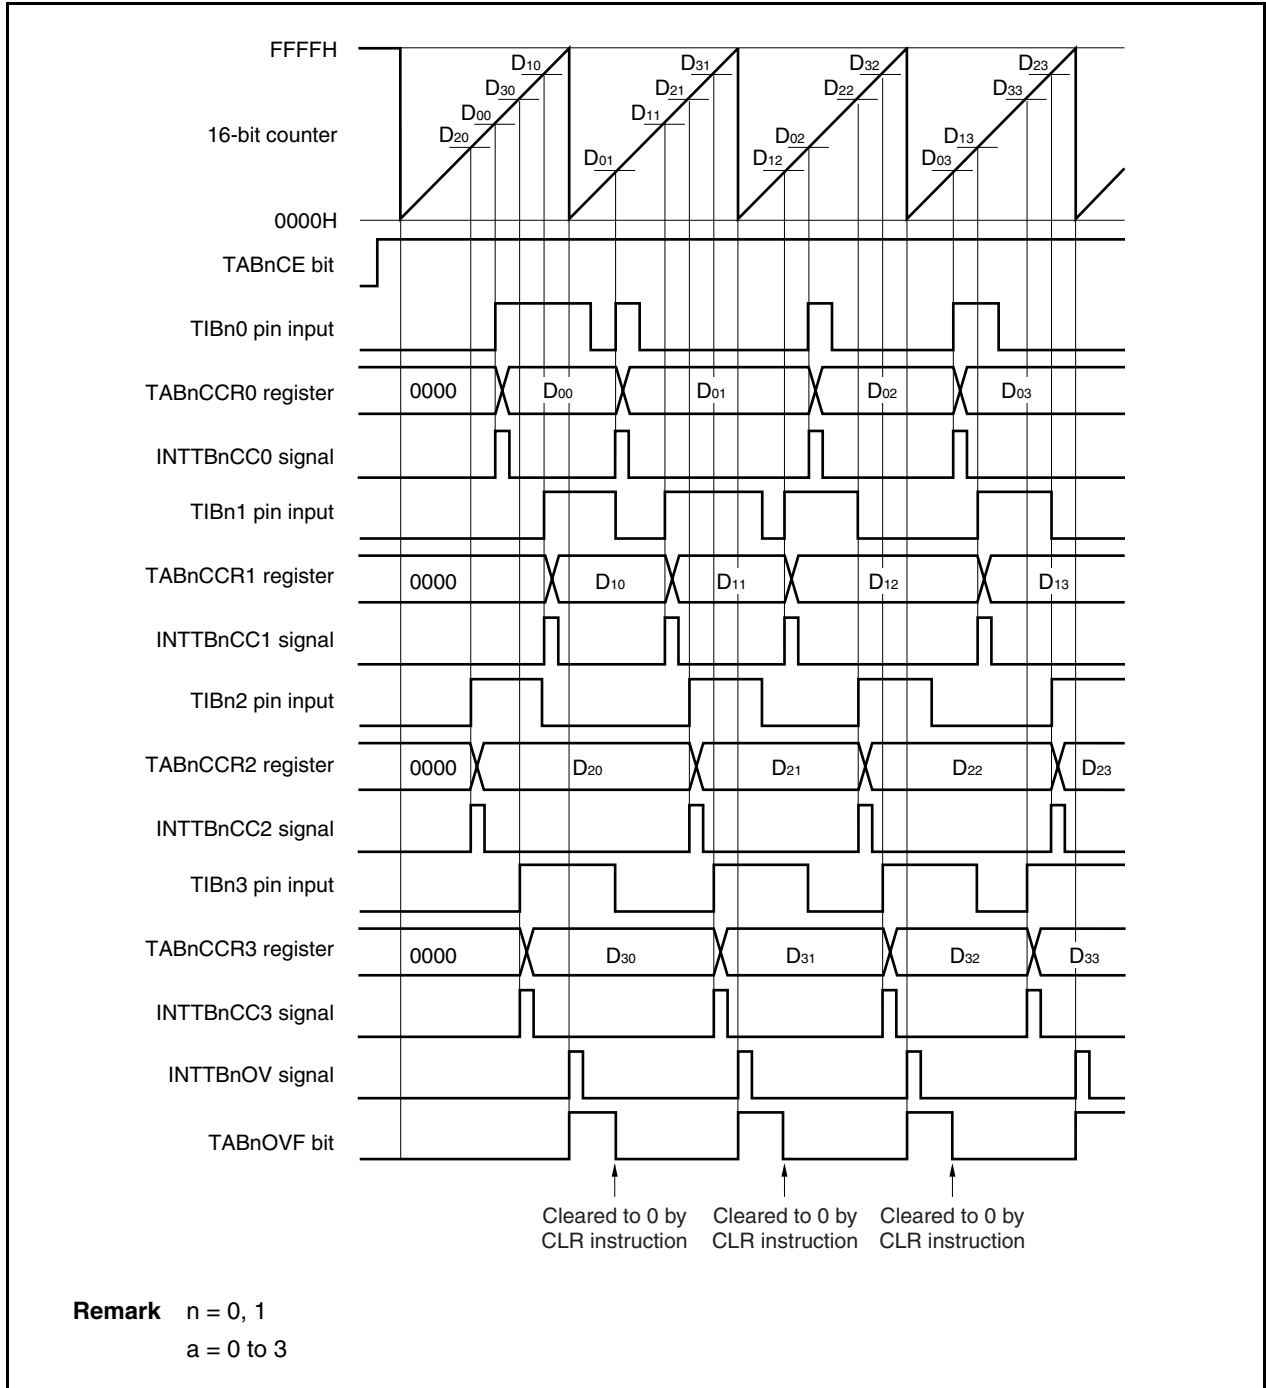 FFFFH
D10
D31
D32
D23
D30
D21
D22
D33
D00
D11
16-bit counter
D20
D02
D13
D01
D12
D03
0000H
TABnCE bit
TIBn0 pin input
TABnCCR0 register 0000 D00 D01 D02 D03
INTTBnCC0 signal
TIBn1 pin input
TABnCCR1 register 0000 D10 D11 D12 D13
INTTBnCC1 signal
TIBn2 pin input
TABnCCR2 register 0000 D20 D21 D22 D23
INTTBnCC2 signal
TIBn3 pin input
TABnCCR3 register 0000 D30 D31 D32 D33
INTTBnCC3 signal
INTTBnOV signal
TABnOVF bit
Cleared to 0 by
CLR instruction
Cleared to 0 by
CLR instruction
Cleared to 0 by
CLR instruction
Remark n = 0, 1
a = 0 to 3